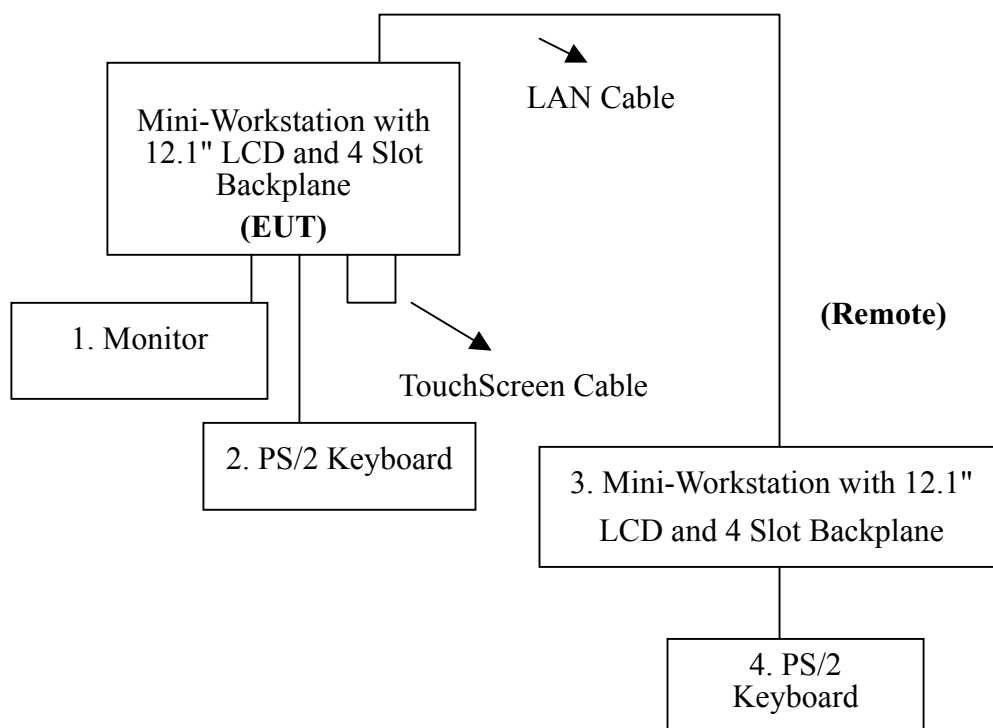 LAN Cable
Mini-Workstation with
12.1" LCD and 4 Slot
Backplane
(EUT)
1. Monitor
(Remote)
TouchScreen Cable
2. PS/2 Keyboard
3. Mini-Workstation with 12.1"
LCD and 4 Slot Backplane
4. PS/2
Keyboard